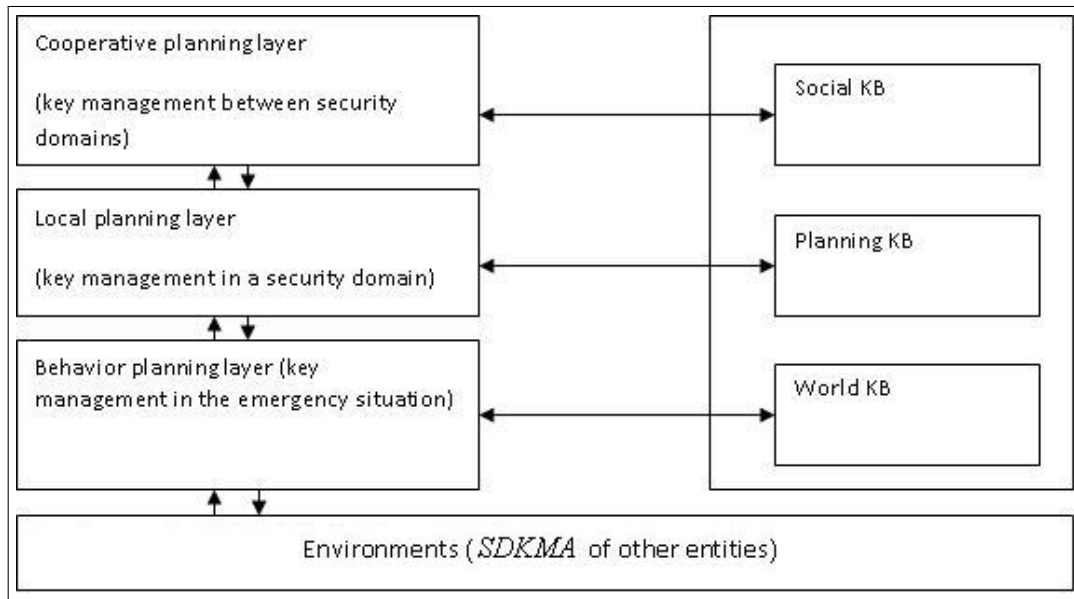 Cooperative planning layer
(key management between security
domains)
Social KB
Local planning layer
(key management in a security domain)
Planning KB
Behavior planning layer (key
management in the emergency situation)
World KB
Environments (SDKMA of other entities)